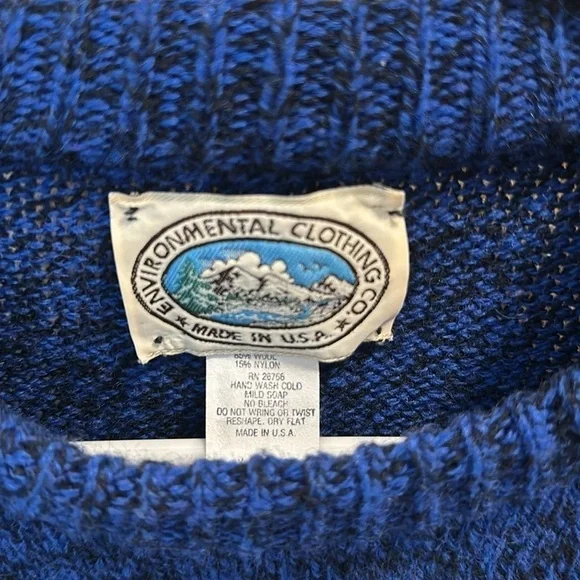 ENVIRONMENTAL CLOTHING CO.
★ MADE IN U.S.A. ★
WOOL
15% NYLON
RN 26756
HAND WASH COLD
MILD SOAP
NO BLEACH
DO NOT WRING OR TWIST
RESHAPE. DRY FLAT
MADE IN U.S.A.